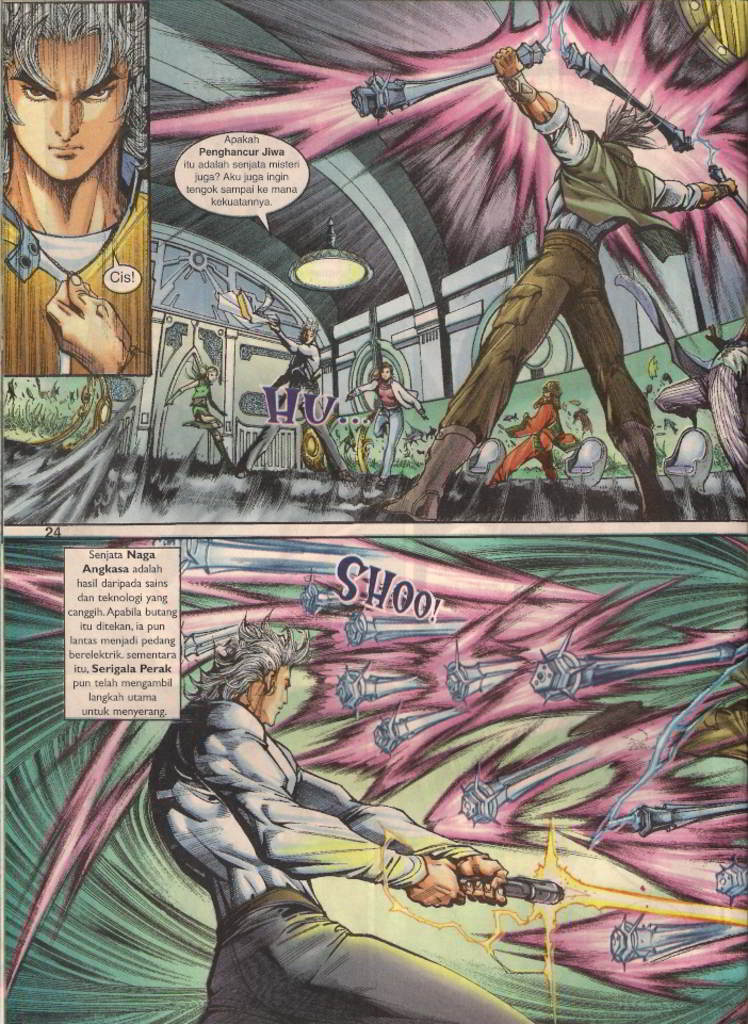 Apakah
Penghancur Jiwa
itu adalah senjata misteri
juga? Aku juga ingin
tengok sampai ke mana
kekuatannya.
Cis!
HU...
24
Senjata Naga
Angkasa adalah
hasil daripada sains
dan teknologi yang
canggih. Apabila butang
itu ditekan, ia pun
lantas menjadi pedang
berelektrik. sementara
itu, Serigala Perak
pun telah mengambil
langkah utama
untuk menyerang.
SHOO!